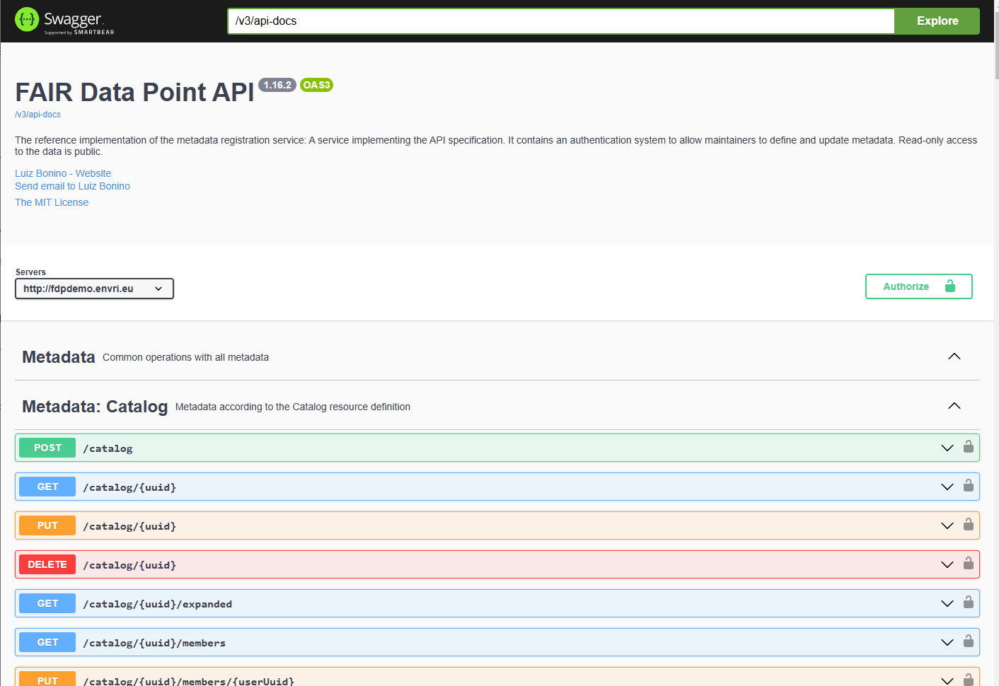 Swagger
Supported by SMARTBEAR
/v3/api-docs
Explore
FAIR Data Point API 1.16.2 OAS3
/v3/api-docs
The reference implementation of the metadata registration service: A service implementing the API specification. It contains an authentication system to allow maintainers to define and update metadata. Read-only access
to the data is public.
Luiz Bonino - Website
Send email to Luiz Bonino
The MIT License
Servers
http://fdpdemo.envri.eu
Authorize
Metadata Common operations with all metadata
Metadata: Catalog Metadata according to the Catalog resource definition
POST /catalog
GET /catalog/{uuid}
PUT /catalog/{uuid}
DELETE /catalog/{uuid}
GET /catalog/{uuid}/expanded
GET /catalog/{uuid}/members
PUT /catalog/{uuid}/members/{userUuid}